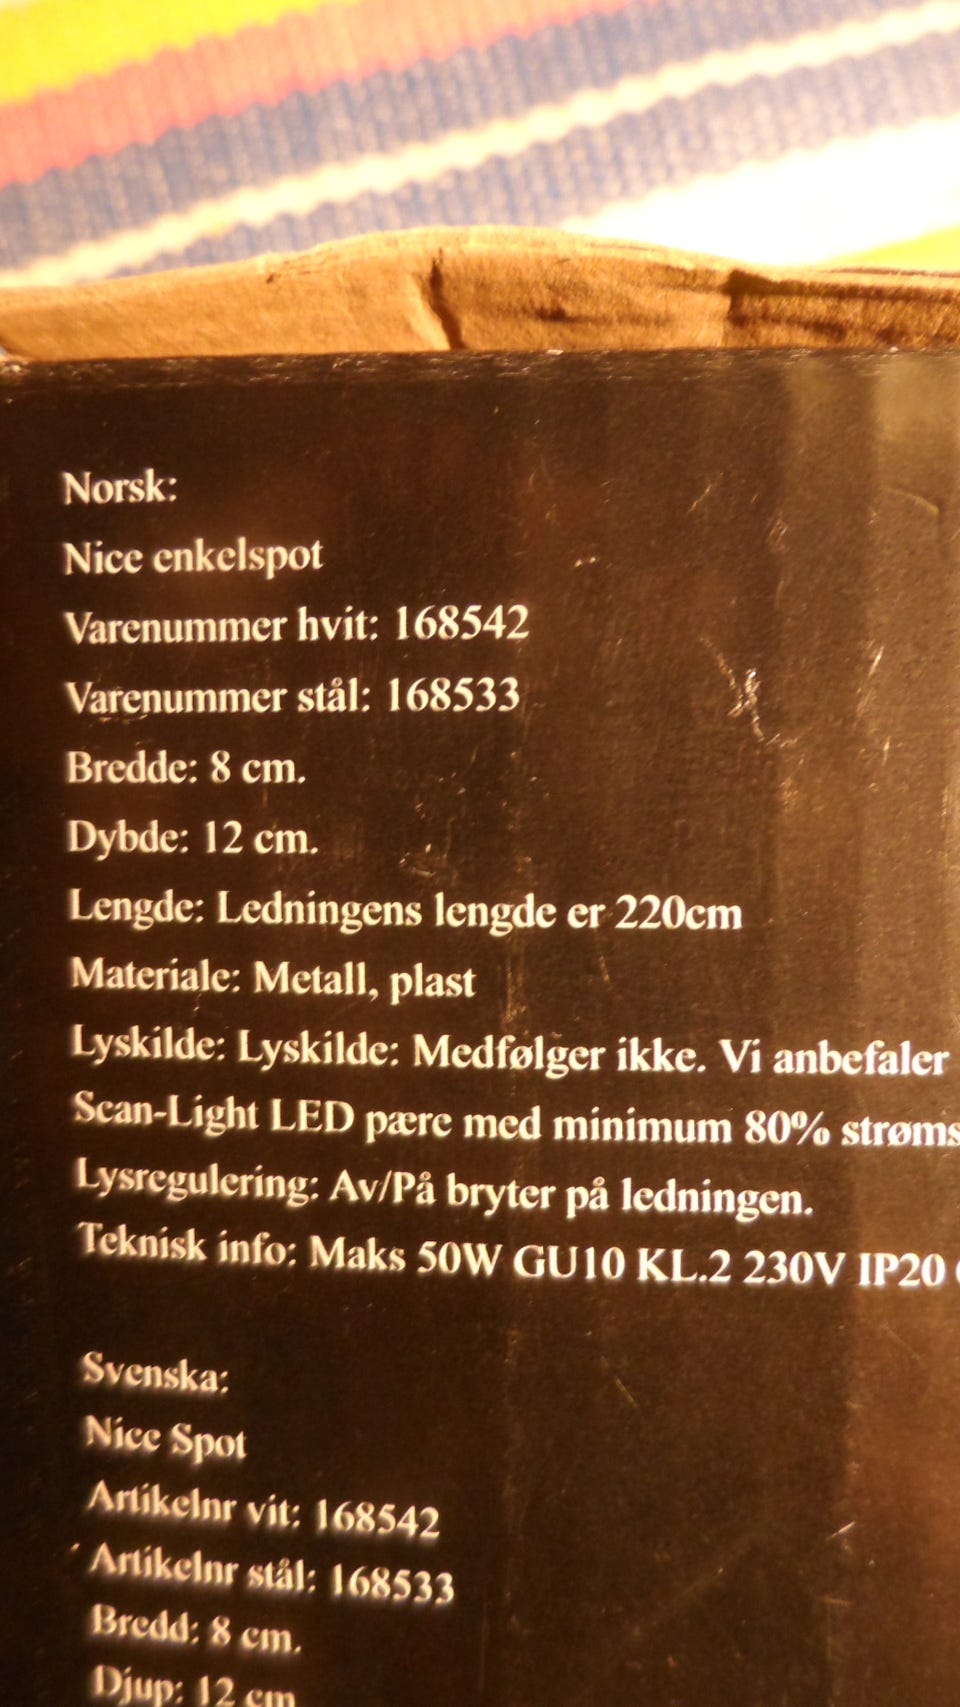 Norsk:
Nice enkelspot
Varenummer hvit: 168542
Varenummer stål: 168533
Bredde: 8 cm.
Dybde: 12 cm.
Lengde: Ledningens lengde er 220cm
Materiale: Metall, plast
Lyskilde: Lyskilde: Medfølger ikke. Vi anbefaler
Scan-Light LED pære med minimum 80% strøms
Lysregulering: Av/På bryter på ledningen.
Teknisk info: Maks 50W GU10 KL.2 230V IP20
Svenska:
Nice Spot
Artikelnr vit: 168542
Artikelnr stål: 168533
Bredd: 8 cm.
Djup: 12 cm